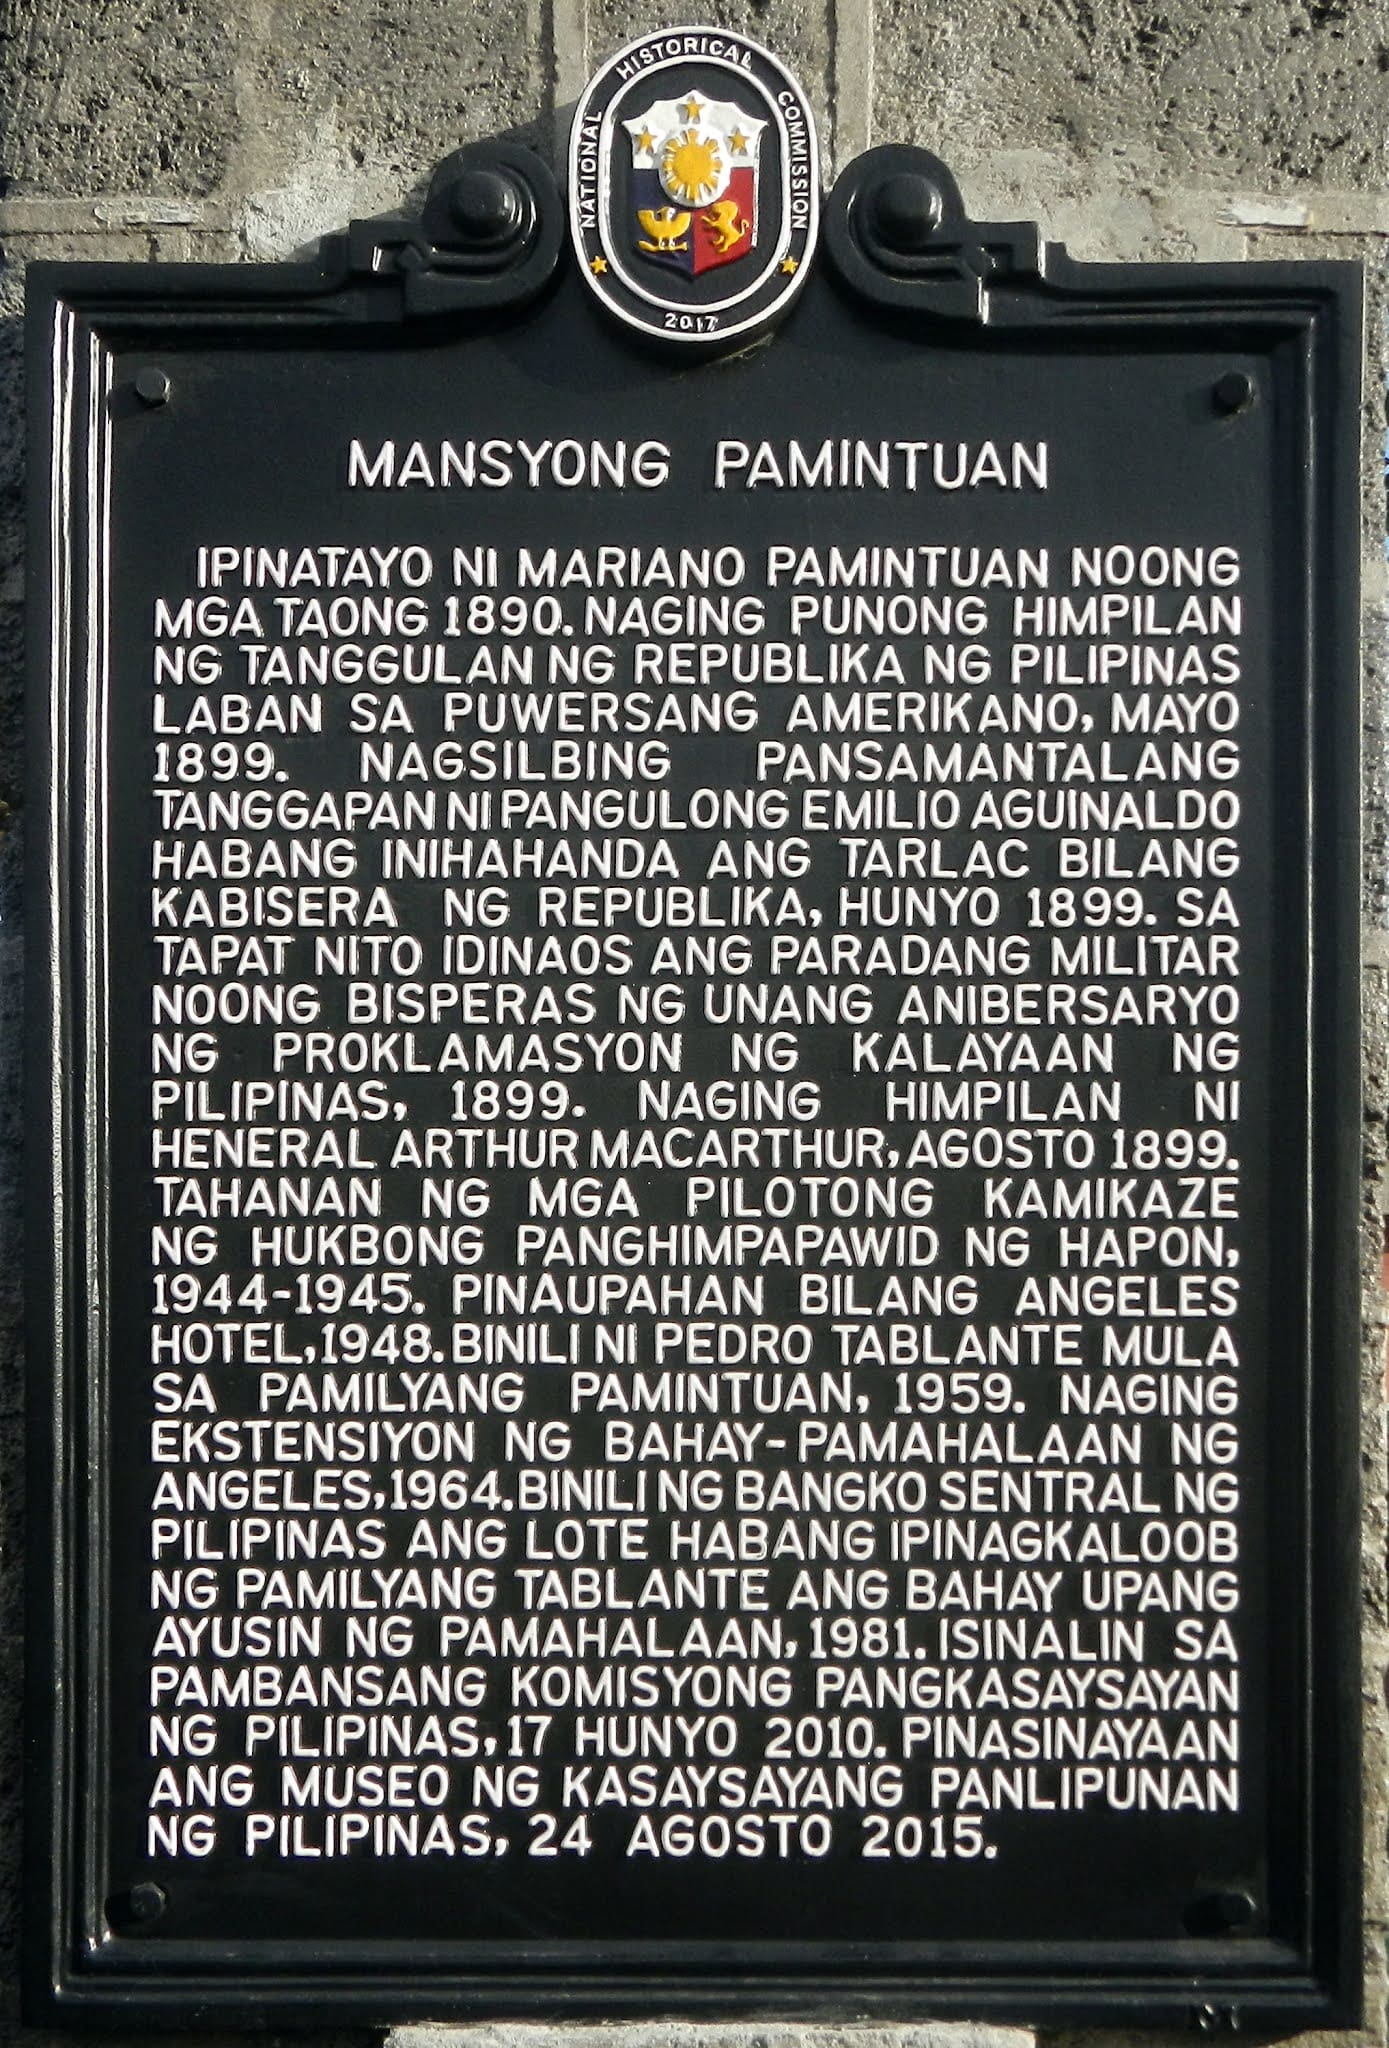 NATIONAL HISTORICAL COMMISSION
2017
MANSYONG PAMINTUAN
IPINATAYO NI MARIANO PAMINTUAN NOONG
MGA TAONG 1890. NAGING PUNONG HIMPILAN
NG TANGGULAN NG REPUBLIKA NG PILIPINAS
LABAN SA PUWERSANG AMERIKANO, MAYO
1899. NAGSILBING PANSAMANTALANG
TANGGAPAN NI PANGULONG EMILIO AGUINALDO
HABANG INIHAHANDA ANG TARLAC BILANG
KABISERA NG REPUBLIKA, HUNYO 1899. SA
TAPAT NITO IDINAOS ANG PARADANG MILITAR
NOONG BISPERAS NG UNANG ANIBERSARYO
NG PROKLAMASYON NG KALAYAAN NG
PILIPINAS, 1899. NAGING HIMPILAN NI
HENERAL ARTHUR MACARTHUR, AGOSTO 1899.
TAHANAN NG MGA PILOTONG KAMIKAZE
NG HUKBONG PANGHIMPAPAWID NG HAPON,
1944-1945. PINAUPAHAN BILANG ANGELES
HOTEL, 1948. BINILI NI PEDRO TABLANTE MULA
SA PAMILYANG PAMINTUAN, 1959. NAGING
EKSTENSIYON NG BAHAY-PAMAHALAAN NG
ANGELES, 1964. BINILI NG BANGKO SENTRAL NG
PILIPINAS ANG LOTE HABANG IPINAGKALOOB
NG PAMILYANG TABLANTE ANG BAHAY UPANG
AYUSIN NG PAMAHALAAN, 1981. ISINALIN SA
PAMBANSANG KOMISYONG PANGKASAYSAYAN
NG PILIPINAS, 17 HUNYO 2010. PINASINAYAAN
ANG MUSEO NG KASAYSAYANG PANLIPUNAN
NG PILIPINAS, 24 AGOSTO 2015.